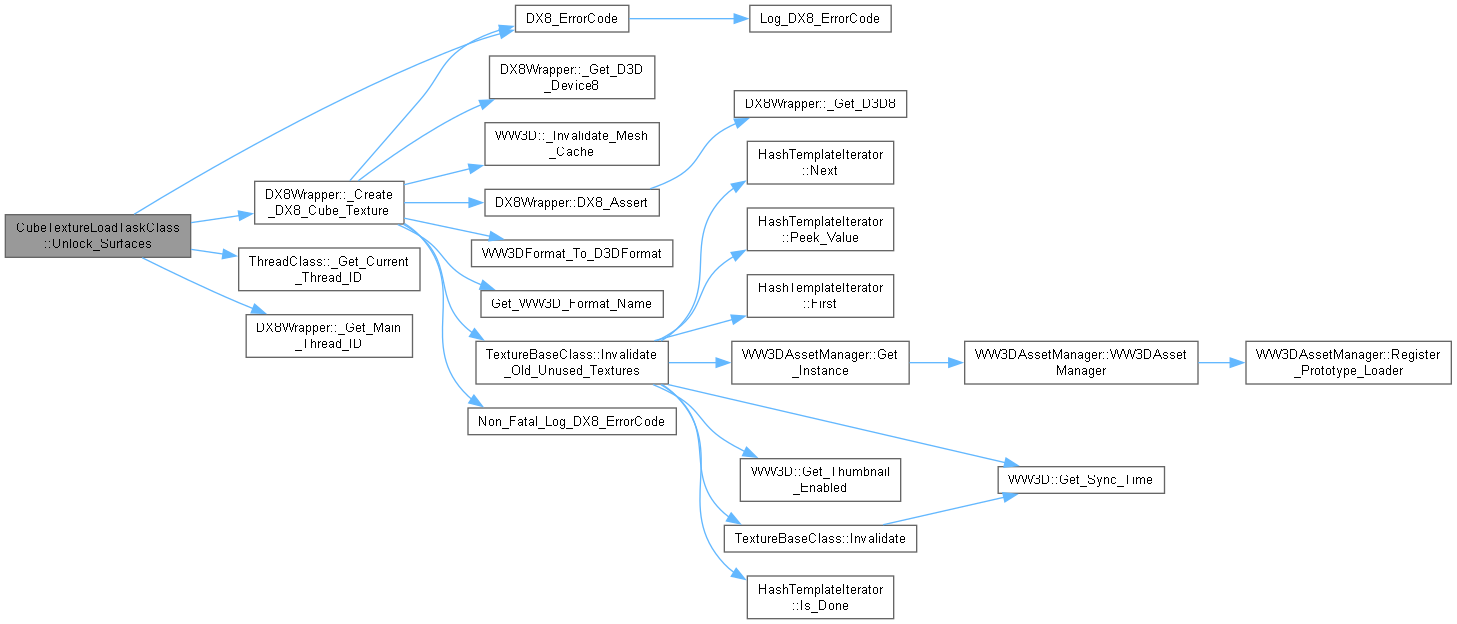 DX8_ErrorCode
Log_DX8_ErrorCode
DX8Wrapper::_Get_D3D
_Device8
DX8Wrapper::_Get_D3D8
WW3D::_Invalidate_Mesh
_Cache
HashTemplateIterator
::Next
DX8Wrapper::_Create
_DX8_Cube_Texture
DX8Wrapper::DX8_Assert
CubeTextureLoadTaskClass
::Unlock_Surfaces
HashTemplateIterator
::Peek_Value
WW3DFormat_To_D3DFormat
ThreadClass::_Get_Current
_Thread_ID
HashTemplateIterator
::First
Get_WW3D_Format_Name
DX8Wrapper::_Get_Main
_Thread_ID
TextureBaseClass::Invalidate
_Old_Unused_Textures
WW3DAssetManager::Get
_Instance
WW3DAssetManager::WW3DAsset
Manager
WW3DAssetManager::Register
_Prototype_Loader
Non_Fatal_Log_DX8_ErrorCode
WW3D::Get_Thumbnail
_Enabled
WW3D::Get_Sync_Time
TextureBaseClass::Invalidate
HashTemplateIterator
::Is_Done